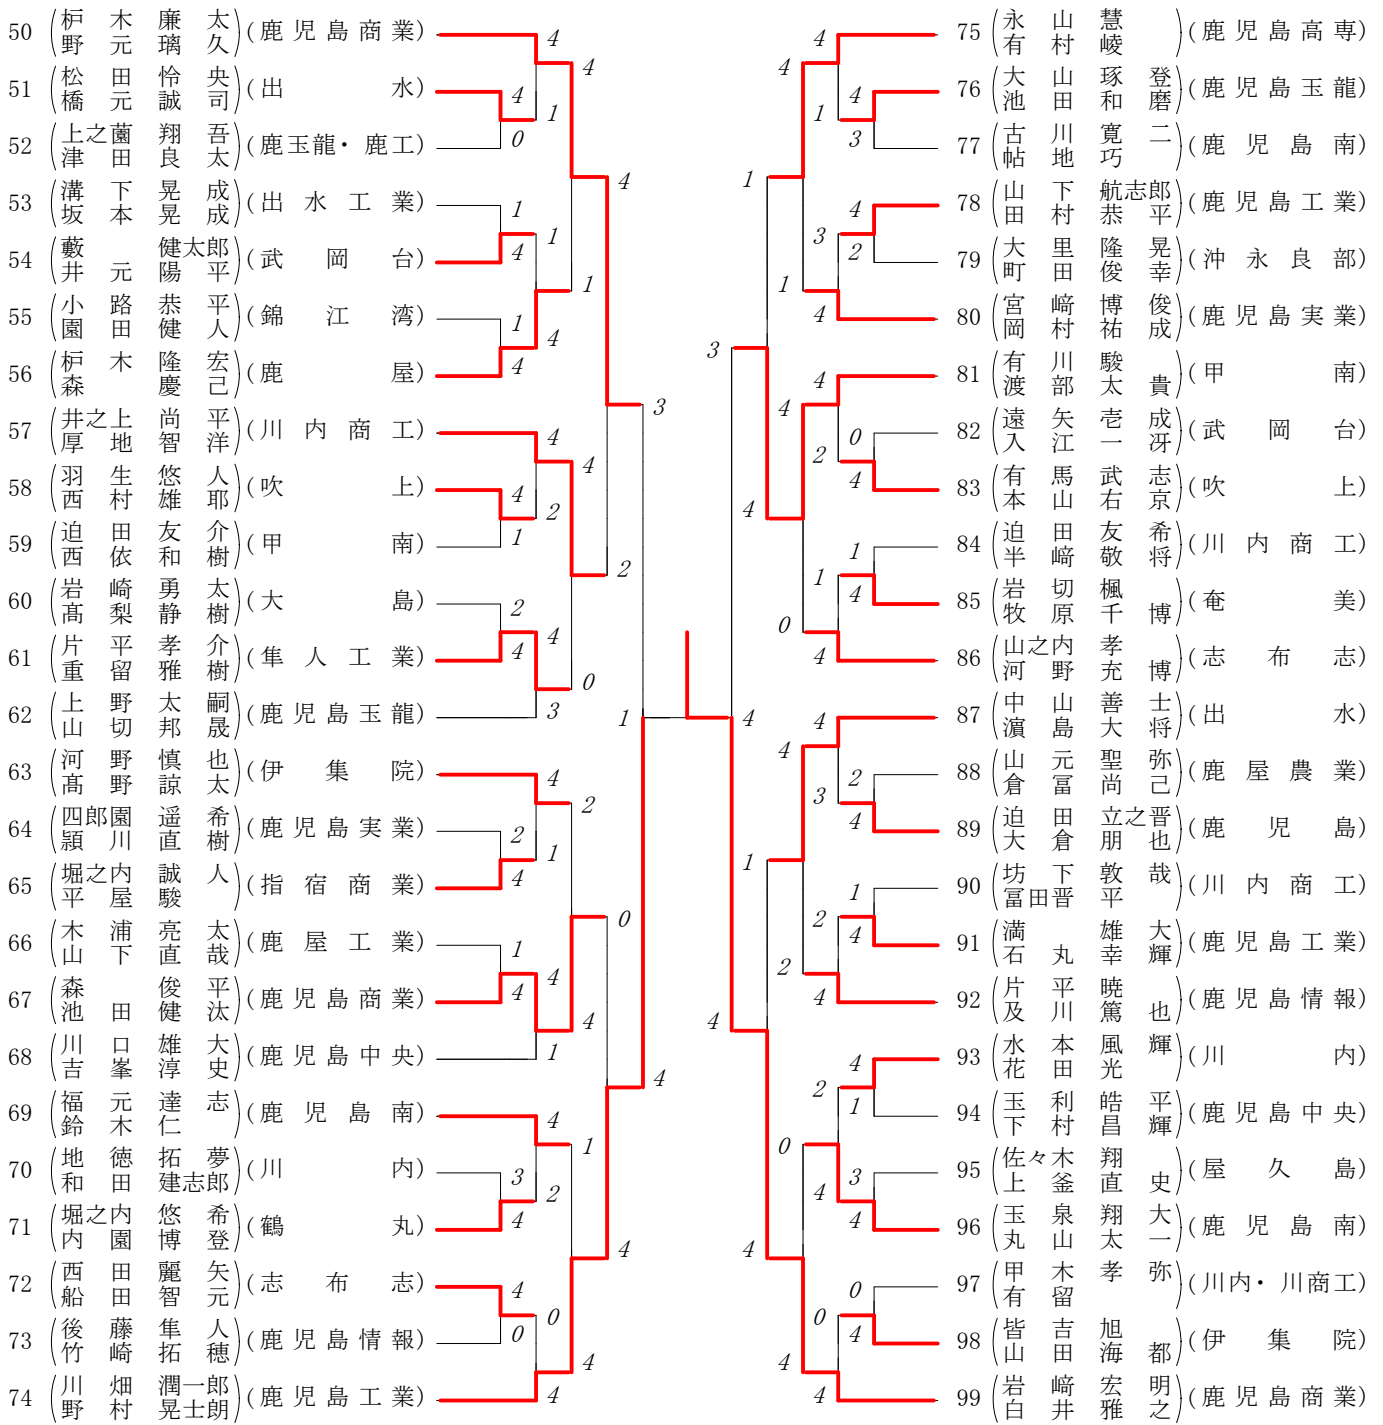 50 (枦木廉太 野元璃久) (鹿児島商業)
51 (松田怜央 橋元誠司) (出水)
52 (上之薗翔吾 津田良太) (鹿玉龍・鹿工)
53 (溝下晃成 坂本晃成) (出水工業)
54 (藪健太郎 井元陽平) (武岡台)
55 (小路恭平 園田健人) (錦江湾)
56 (枦木隆宏 森慶己) (鹿屋)
57 (井之上尚平 厚地智洋) (川内商工)
58 (羽生悠人 西村雄耶) (吹上)
59 (迫田友介 西依和樹) (甲南)
60 (岩崎勇太 髙梨静樹) (大島)
61 (片平孝介 重留雅樹) (隼人工業)
62 (上野太嗣 山切邦晟) (鹿児島玉龍)
63 (河野慎也 髙野諒太) (伊集院)
64 (四郎園遥希 頴川直樹) (鹿児島実業)
65 (堀之内誠人 平屋駿) (指宿商業)
66 (木浦亮太 山下直哉) (鹿屋工業)
67 (森俊平 池田健汰) (鹿児島商業)
68 (川口雄大 吉峯淳史) (鹿児島中央)
69 (福元達志 鈴木仁) (鹿児島南)
70 (地徳拓夢 和田建志郎) (川内)
71 (堀之内悠希 内園博登) (鶴丸)
72 (西田麗矢 船田智元) (志布志)
73 (後藤隼人 竹崎拓穂) (鹿児島情報)
74 (川畑潤一郎 野村晃士朗) (鹿児島工業)
4
4
4
1
0
4
1
1
4
1
1
4
4
3
4
4
4
2
1
2
2
4
4
0
3
1
4
2
2
1
4
0
1
4
4
4
1
4
4
1
3
2
4
4
4
0
0
4
4
75 (永山慧 有村崚) (鹿児島高専)
76 (大山琢登 池田和磨) (鹿児島玉龍)
77 (古川寛二 帖地巧) (鹿児島南)
78 (山下航志郎 田村恭平) (鹿児島工業)
79 (大里隆晃 町田俊幸) (沖永良部)
80 (宮﨑博俊 岡村祐成) (鹿児島実業)
81 (有川駿 渡部太貴) (甲南)
82 (遠矢壱成 入江一冴) (武岡台)
83 (有馬武志 本山右京) (吹上)
84 (迫田友希 半﨑敬将) (川内商工)
85 (岩切楓 牧原千博) (奄美)
86 (山之内孝 河野充博) (志布志)
87 (中山善士 濵島大将) (出水)
88 (山元聖弥 倉冨尚己) (鹿屋農業)
89 (迫田立之晋 大倉朋也) (鹿児島)
90 (坊下敦哉 冨田晋平) (川内商工)
91 (満雄大 石丸幸輝) (鹿児島工業)
92 (片平暁 及川篤也) (鹿児島情報)
93 (水本風輝 花田光) (川内)
94 (玉利皓平 下村昌輝) (鹿児島中央)
95 (佐々木翔 上釜直史) (屋久島)
96 (玉泉翔大 丸山太一) (鹿児島南)
97 (甲木孝弥 有留) (川内・川商工)
98 (皆吉旭 山田海都) (伊集院)
99 (岩﨑宏明 白井雅之) (鹿児島商業)
4
4
1
4
3
1
4
3
2
1
4
3
4
4
0
2
4
4
1
1
4
0
4
4
4
4
2
3
4
1
1
2
4
2
4
4
4
2
1
0
3
4
4
4
0
0
4
4
4